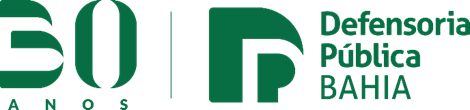 30
ANOS
Defensoria
Pública
BAHIA